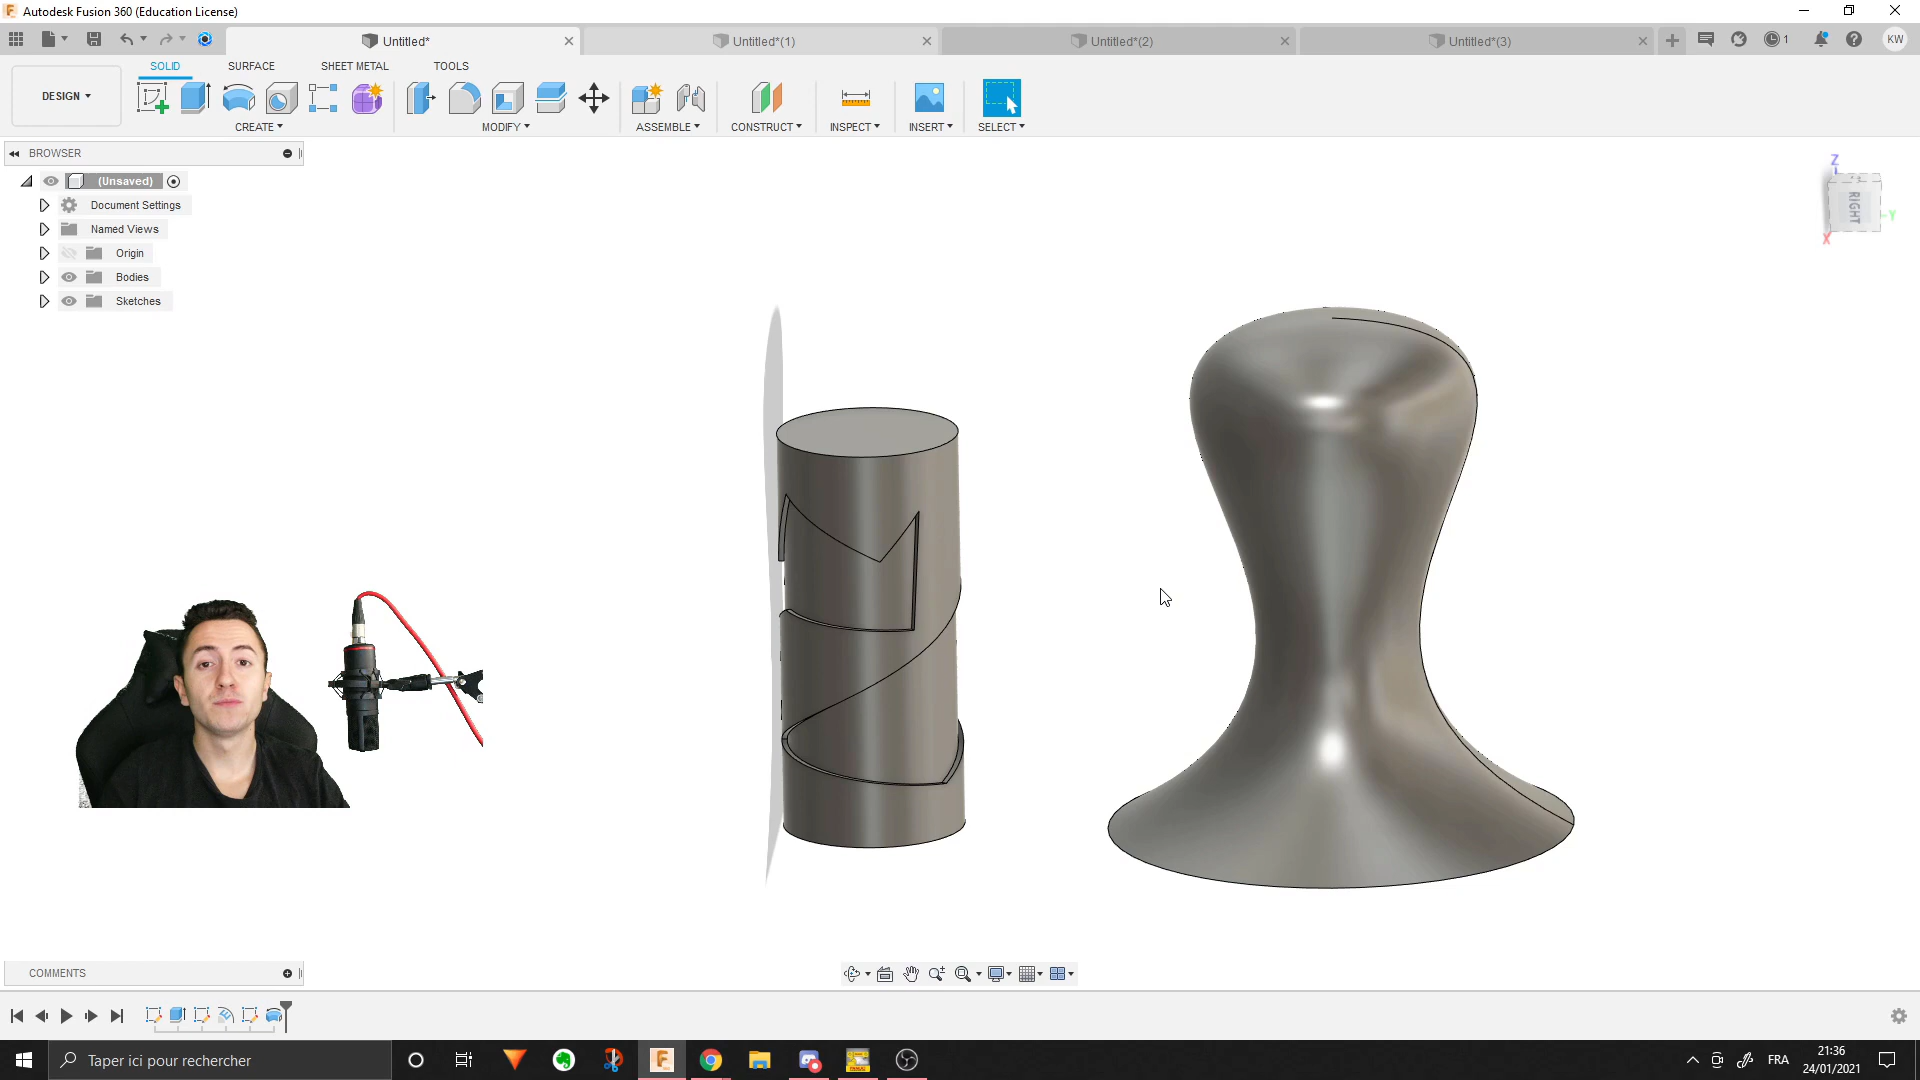 Autodesk Fusion 360 (Education License)
Untitled*
Untitled*(1)
Untitled*(2)
Untitled*(3)
1
KW
SOLID
SURFACE
SHEET METAL
TOOLS
DESIGN
CREATE
MODIFY
ASSEMBLE
CONSTRUCT
INSPECT
INSERT
SELECT
BROWSER
(Unsaved)
Document Settings
Named Views
Origin
Bodies
Sketches
Z
RIGHT
Y
X
COMMENTS
Taper ici pour rechercher
FRA
21:36
24/01/2021